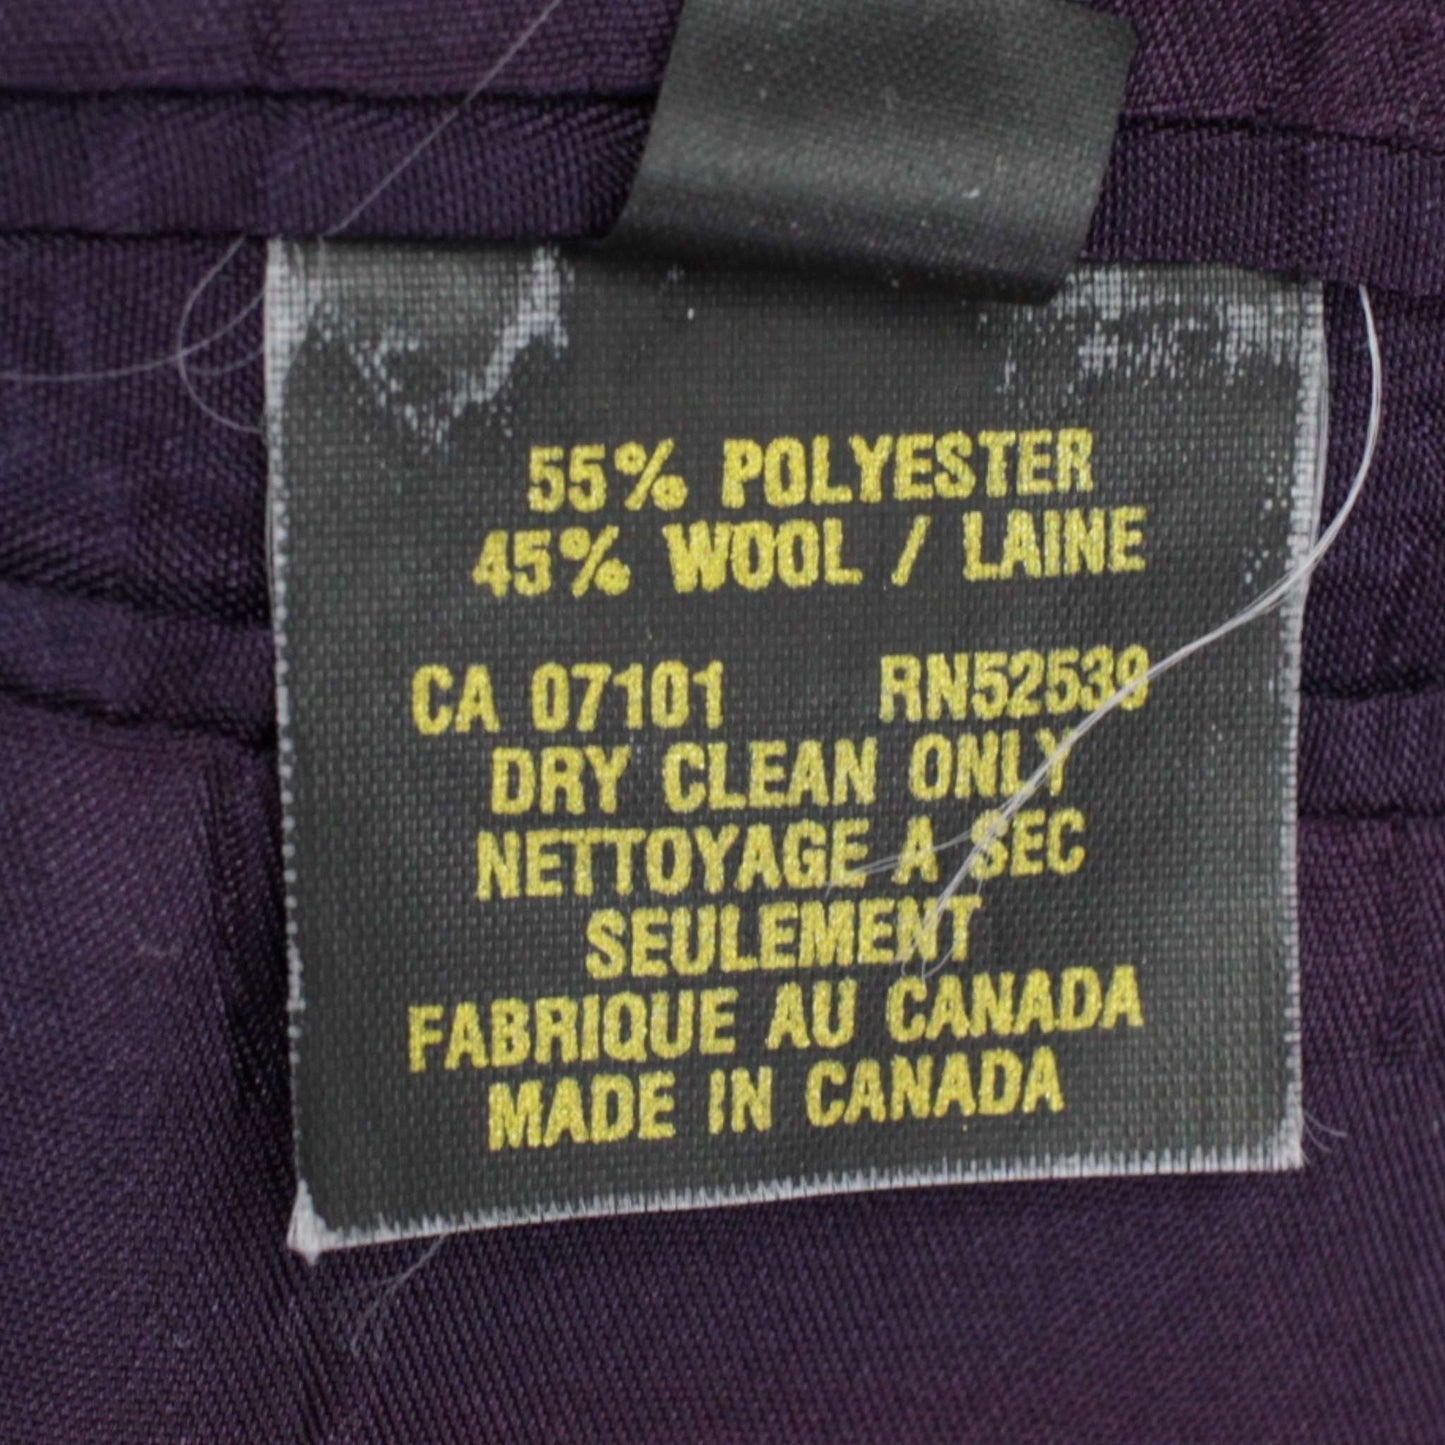 55% POLYESTER
45% WOOL / LAINE
CA 07101 RN52539
DRY CLEAN ONLY
NETTOYAGE A SEC
SEULEMENT
FABRIQUE AU CANADA
MADE IN CANADA